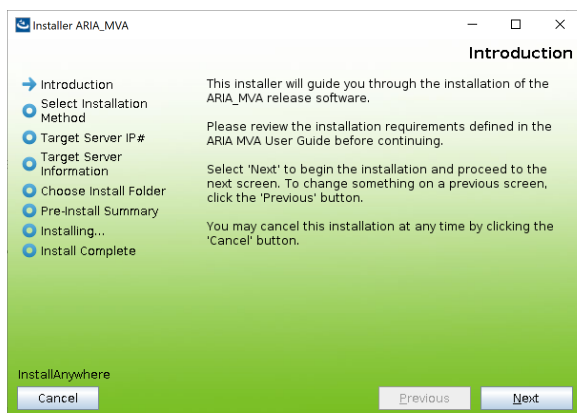 Installer ARIA_MVA
Introduction
Introduction
Select Installation
Method
Target Server IP#
Target Server
Information
Choose Install Folder
Pre-Install Summary
Installing...
Install Complete
This installer will guide you through the installation of the
ARIA_MVA release software.
Please review the installation requirements defined in the
ARIA MVA User Guide before continuing.
Select 'Next' to begin the installation and proceed to the
next screen. To change something on a previous screen,
click the 'Previous' button.
You may cancel this installation at any time by clicking the
'Cancel' button.
InstallAnywhere
Cancel
Previous
Next